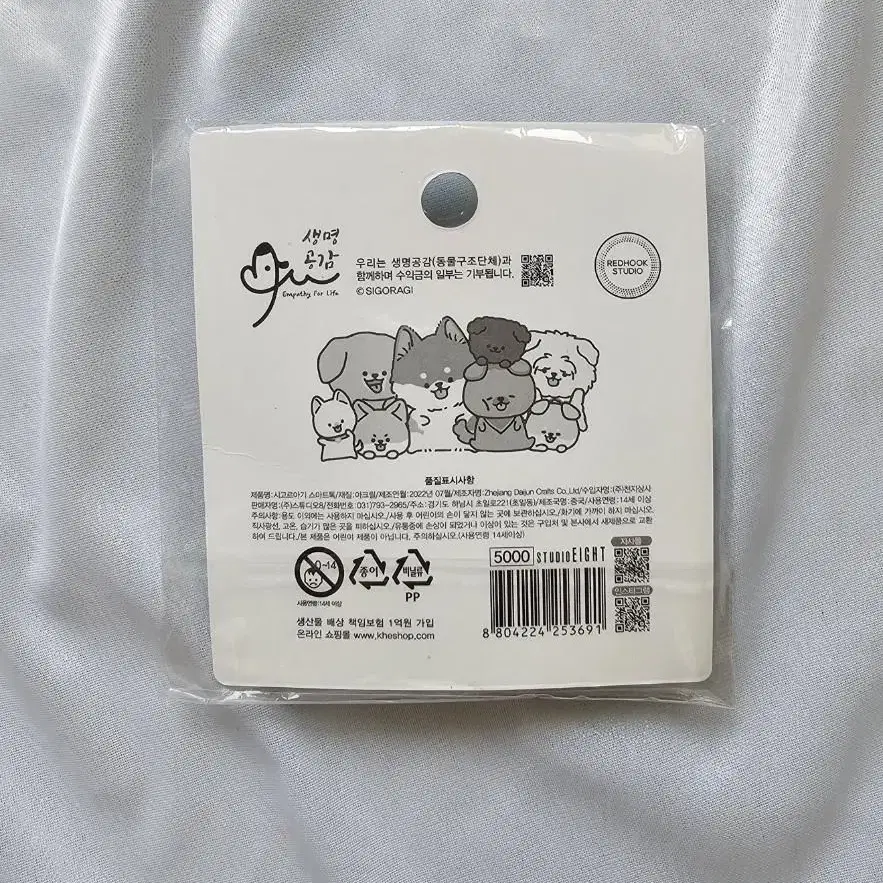 생명
공감
Empathy For Life
우리는 생명공감(동물구조단체)과
함께하며 수익금의 일부는 기부됩니다.
© SIGORAGI
REDHOOK
STUDIO
품질표시사항
제품명:시고르아기 스마트톡/재질:아크릴/제조연월:2022년 07월/제조자명:Zhejiang Daijun Crafts Co.,Ltd/수입자명:(주)천지상사
판매자명:(주)스튜디오8/전화번호: 031)793-2965/주소:경기도 하남시 초일로22 1(초일동)/제조국명:중국/사용연령:14세 이상
주의사항:용도 이외에는 사용하지 마십시오./사용 후 어린이의 손이 닿지 않는 곳에 보관하십시오./화기에 가까이 하지 마십시오.
직사광선, 고온, 습기가 많은 곳을 피하십시오./유통중에 손상이 되었거나 이상이 있는 것은 구입처 및 본사에서 새제품으로 교환
하여 드립니다./본 제품은 어린이 제품이 아닙니다. 주의하십시오.(사용연령 14세이상)
0-14
사용연령:14세 이상
종이
비닐류
PP
5000 STUDIO EIGHT
자사몰
인스타그램
8 804224 253691
생산물 배상 책임보험 1억원 가입
온라인 쇼핑몰 www.kheshop.com